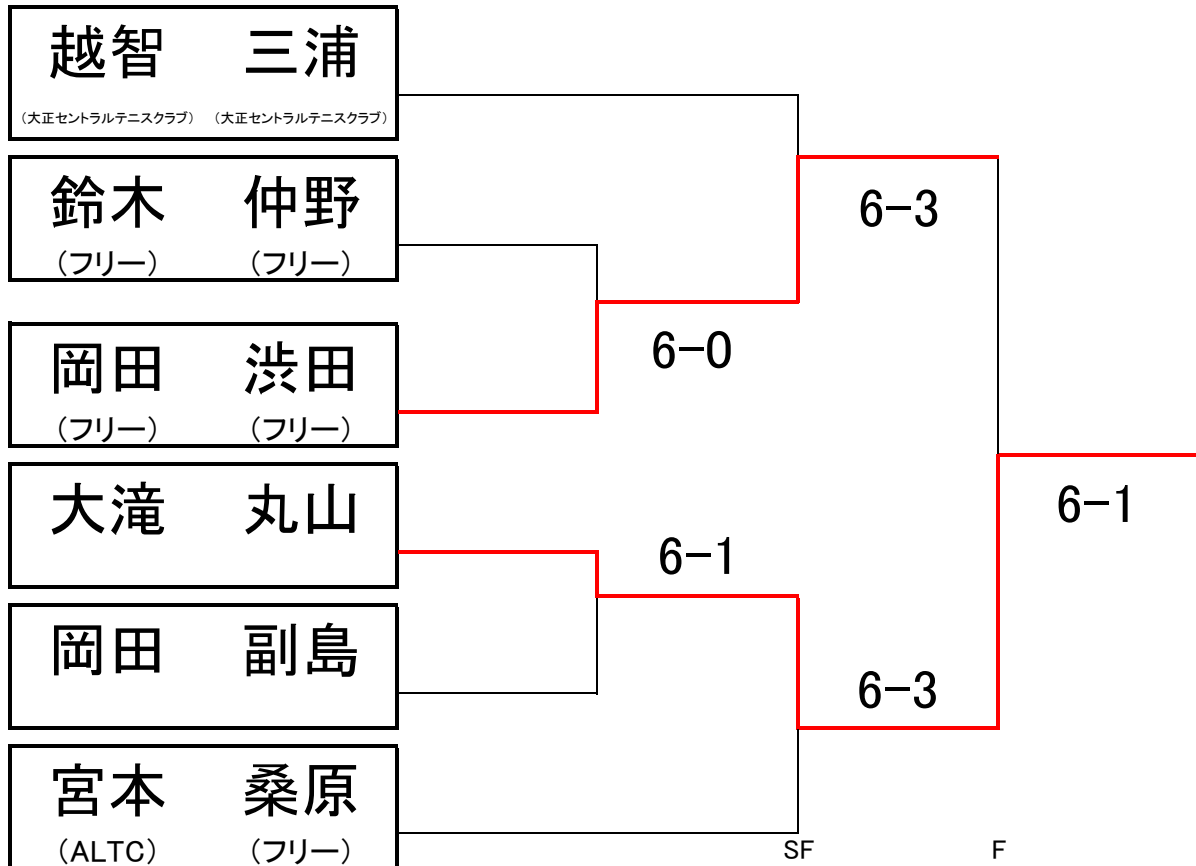 越智 三浦
（大正セントラルテニスクラブ） （大正セントラルテニスクラブ）
鈴木 仲野
（フリー） （フリー）
6-3
岡田 渋田
（フリー） （フリー）
6-0
大滝 丸山
6-1
6-1
岡田 副島
6-3
宮本 桑原
（ALTC） （フリー）
SF F